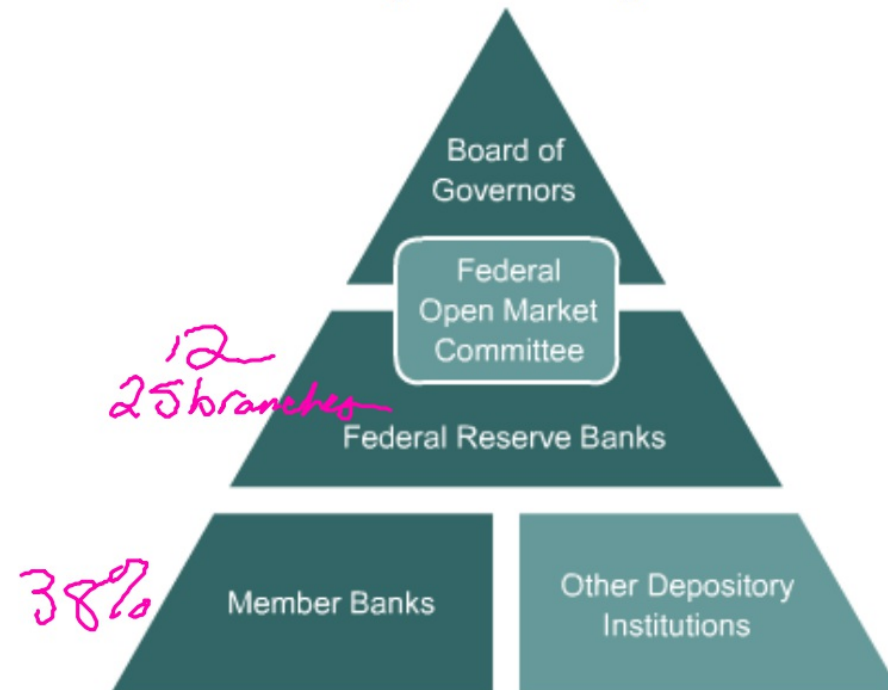 Board of
Governors
Federal
Open Market
Committee
12
25 branches
Federal Reserve Banks
38%
Member Banks
Other Depository
Institutions